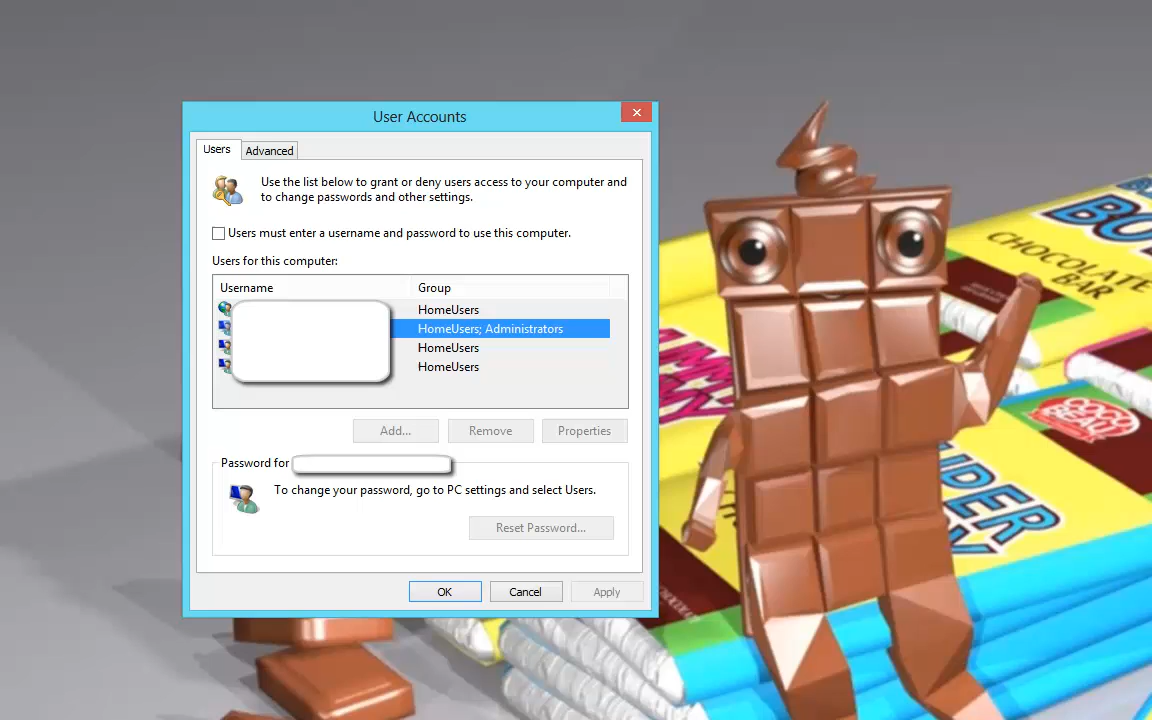 User Accounts
Users
Advanced
Use the list below to grant or deny users access to your computer and
to change passwords and other settings.
Users must enter a username and password to use this computer.
Users for this computer:
Username Group
HomeUsers
HomeUsers; Administrators
HomeUsers
HomeUsers
Add... Remove Properties
Password for
To change your password, go to PC settings and select Users.
Reset Password...
OK Cancel Apply
CHOCOLATE
BAR